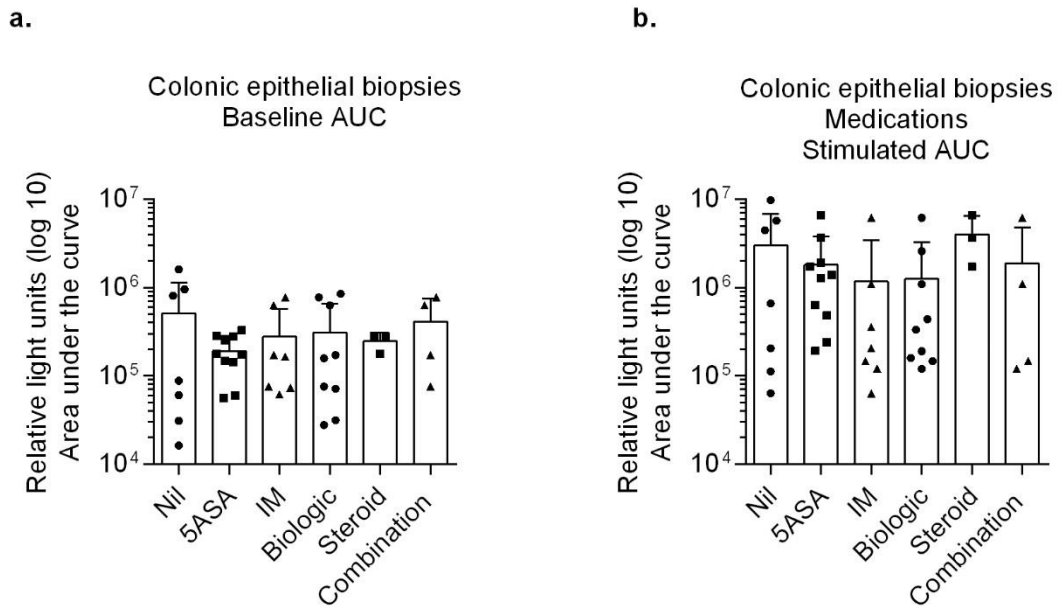 a.
Colonic epithelial biopsies
Baseline AUC
Relative light units (log 10)
Area under the curve
10⁷
10⁶
10⁵
10⁴
Nil
5ASA
IM
Biologic
Steroid
Combination
b.
Colonic epithelial biopsies
Medications
Stimulated AUC
Relative light units (log 10)
Area under the curve
10⁷
10⁶
10⁵
10⁴
Nil
5ASA
IM
Biologic
Steroid
Combination